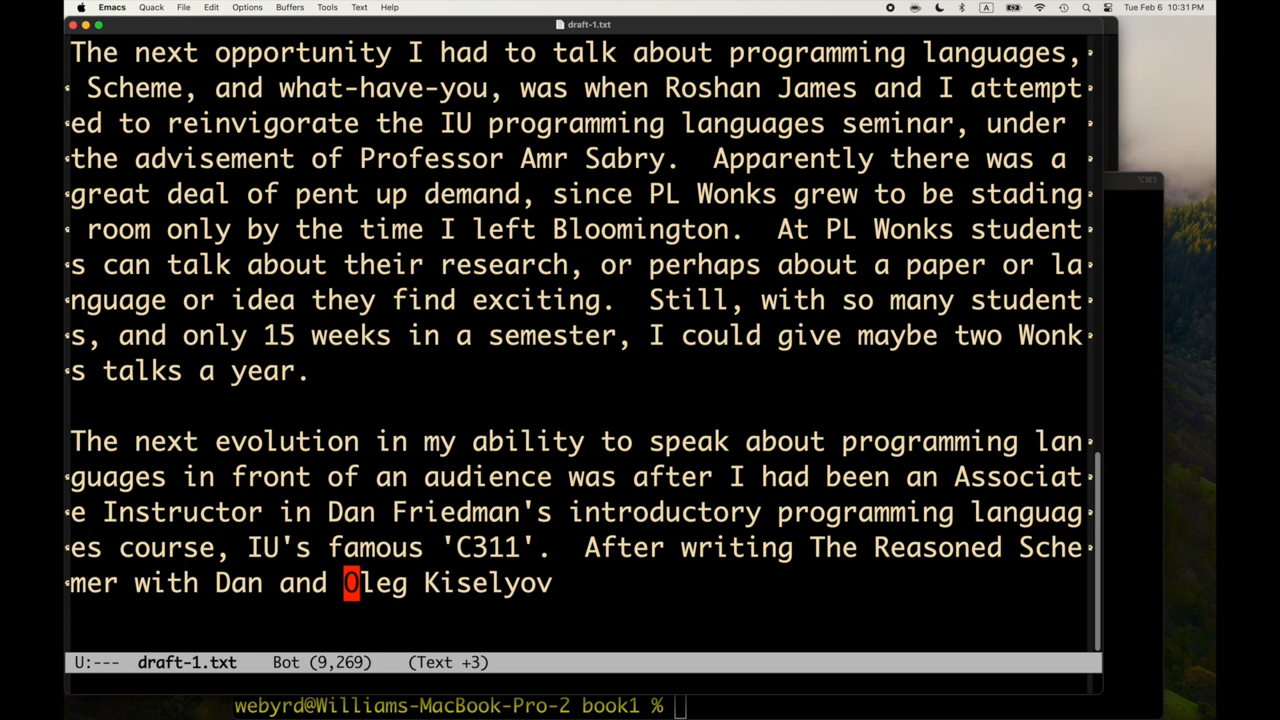 Emacs Quack File Edit Options Buffers Tools Text Help A Tue Feb 6 10:31 PM
draft-1.txt
The next opportunity I had to talk about programming languages,
Scheme, and what-have-you, was when Roshan James and I attempt
ed to reinvigorate the IU programming languages seminar, under
the advisement of Professor Amr Sabry.  Apparently there was a
great deal of pent up demand, since PL Wonks grew to be stading
room only by the time I left Bloomington.  At PL Wonks student
s can talk about their research, or perhaps about a paper or la
nguage or idea they find exciting.  Still, with so many student
s, and only 15 weeks in a semester, I could give maybe two Wonk
s talks a year.
The next evolution in my ability to speak about programming lan
guages in front of an audience was after I had been an Associat
e Instructor in Dan Friedman's introductory programming languag
es course, IU's famous 'C311'.  After writing The Reasoned Sche
mer with Dan and Oleg Kiselyov
U:--- draft-1.txt Bot (9,269) (Text +3)
webyrd@Williams-MacBook-Pro-2 book1 %
⌥⌘1